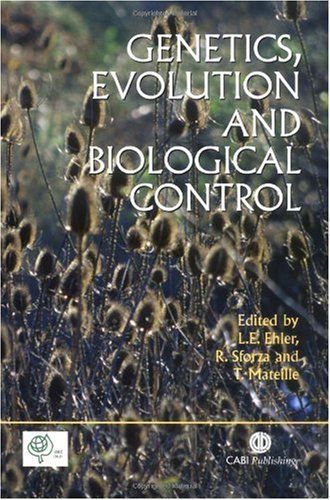 GENETICS,
EVOLUTION
AND
BIOLOGICAL
CONTROL
Edited by
L.E. Ehler,
R. Sforza and
T. Mateille
CABI Publishing